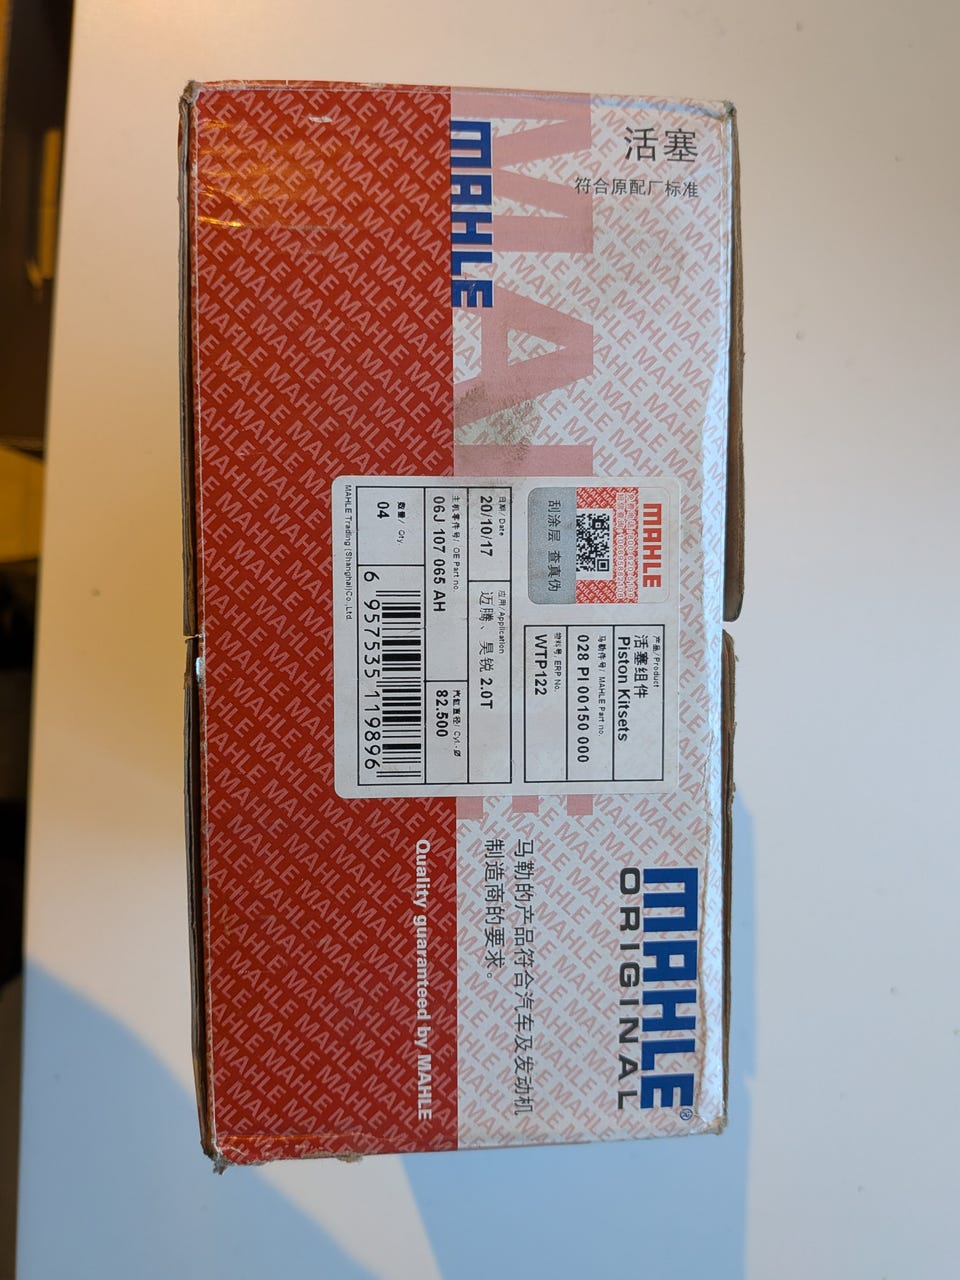 活塞
符合原配厂标准
MAHLE
MAHLE
产品/Product
活塞组件
Piston Kitsets
马勒件号/ MAHLE Part no.
028 PI 00150 000
物料号/ ERP No.
WTP122
刮涂层 查真伪
日期/ Date
20/10/17
应用/Application
迈腾、昊锐 2.0T
主机零件号/ OE Part no.
06J 107 065 AH
汽缸直径/ Cyl.-Ø
82.500
数量/ Qty.
04
6 957535 119896
MAHLE Trading (Shanghai)Co.,Ltd.
MAHLE®
ORIGINAL
马勒的产品符合汽车及发动机
制造商的要求。
Quality guaranteed by MAHLE